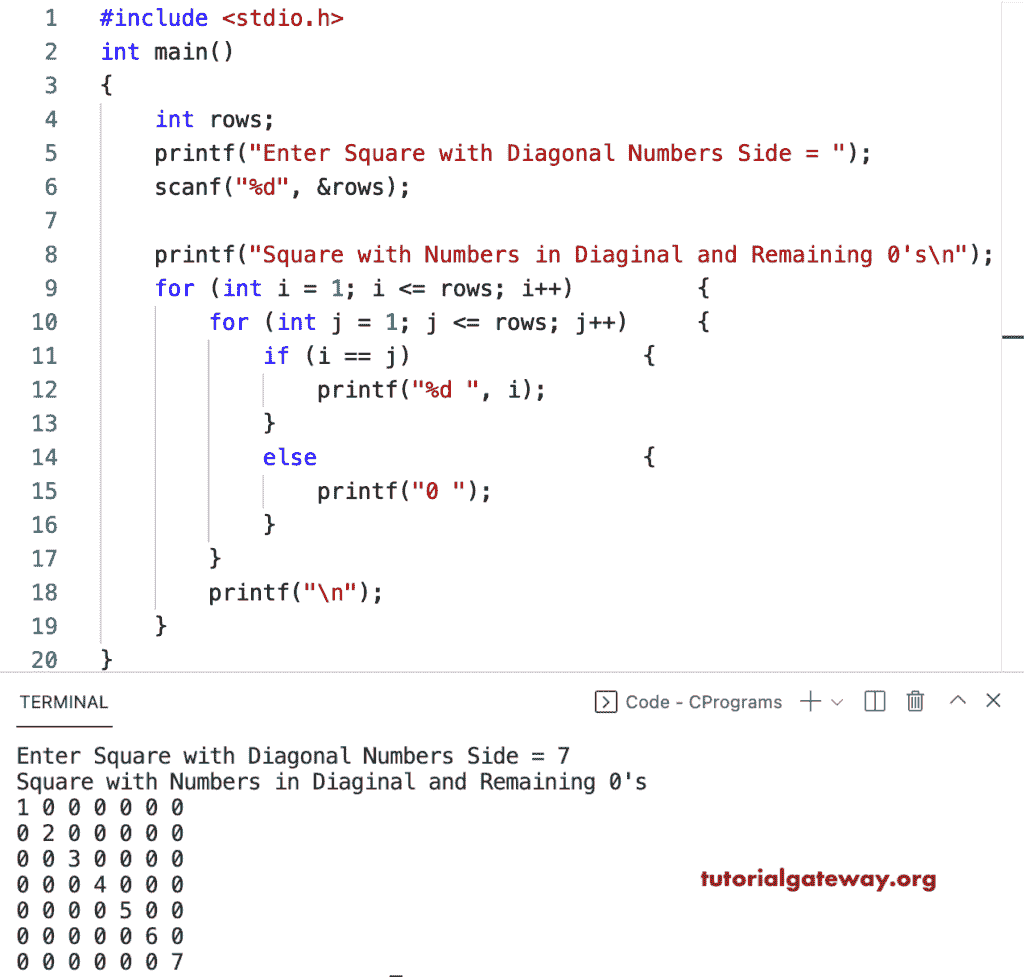 1 #include <stdio.h>
2 int main()
3 {
4 int rows;
5 printf("Enter Square with Diagonal Numbers Side = ");
6 scanf("%d", &rows);
7
8 printf("Square with Numbers in Diaginal and Remaining 0's\n");
9 for (int i = 1; i <= rows; i++) {
10 for (int j = 1; j <= rows; j++) {
11 if (i == j) {
12 printf("%d ", i);
13 }
14 else {
15 printf("0 ");
16 }
17 }
18 printf("\n");
19 }
20 }
TERMINAL Code - CPrograms
Enter Square with Diagonal Numbers Side = 7
Square with Numbers in Diaginal and Remaining 0's
1 0 0 0 0 0 0
0 2 0 0 0 0 0
0 0 3 0 0 0 0
0 0 0 4 0 0 0
0 0 0 0 5 0 0
0 0 0 0 0 6 0
0 0 0 0 0 0 7
tutorialgateway.org